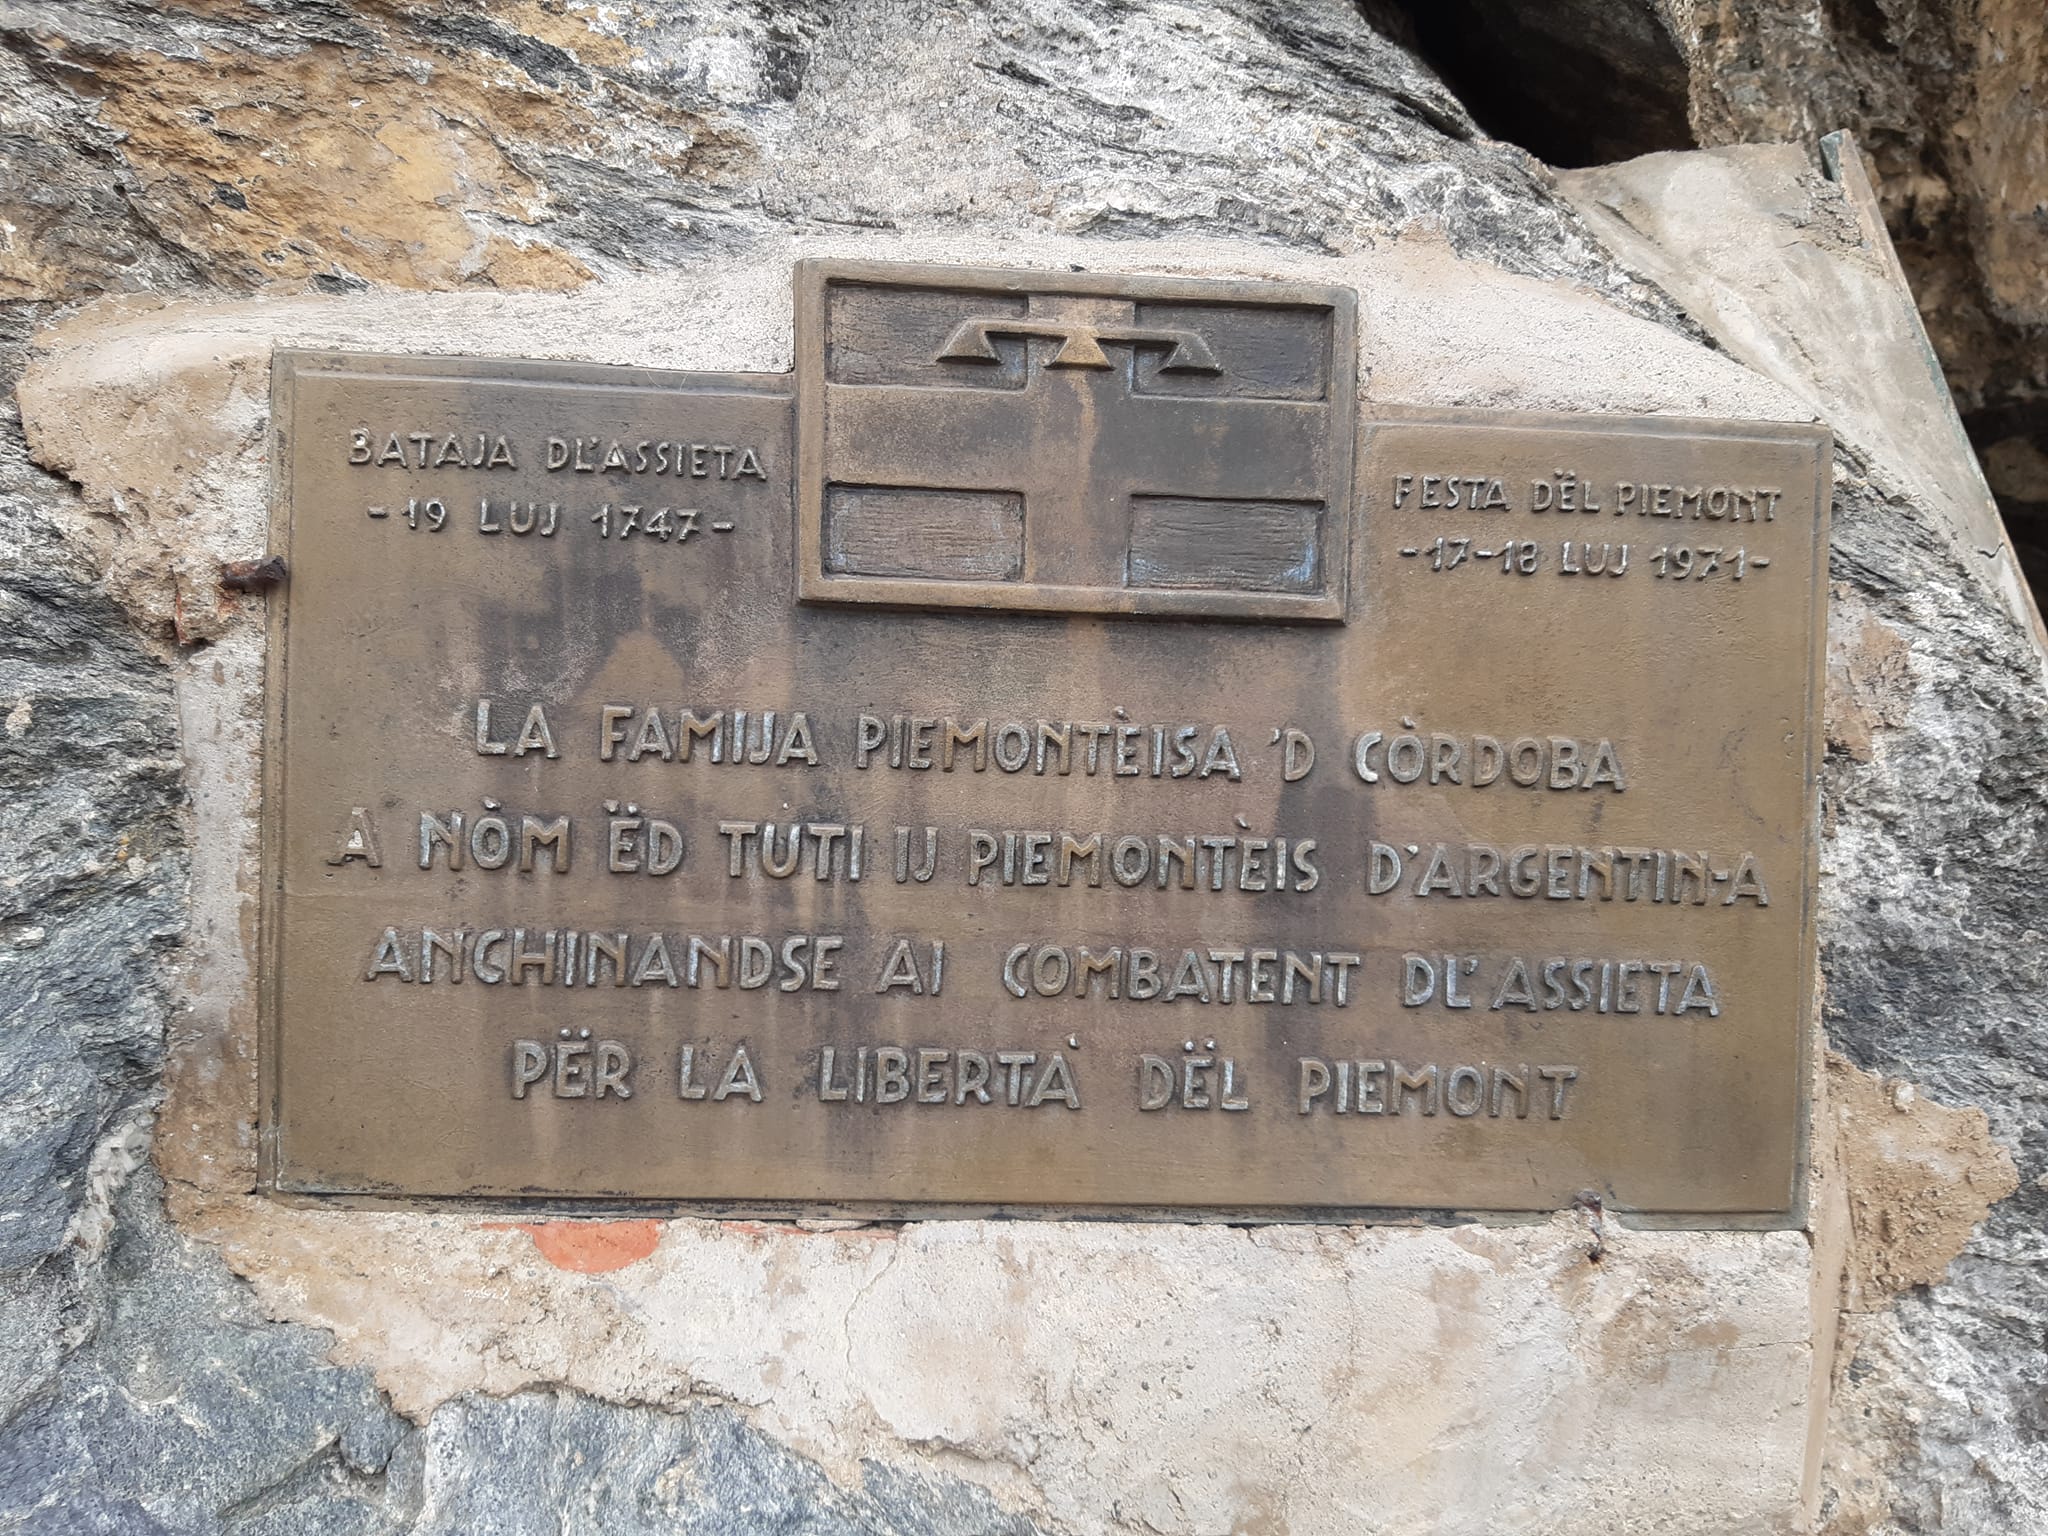 BATAJA DL'ASSIETA
-19 LUJ 1747-
FESTA DËL PIEMONT
-17-18 LUJ 1971-
LA FAMIJA PIEMONTÈISA 'D CÒRDOBA
A NÒM ËD TUTI IJ PIEMONTÈIS D'ARGENTIN-A
ANCHINANDSE AI COMBATENT DL'ASSIETA
PËR LA LIBERTÀ DËL PIEMONT